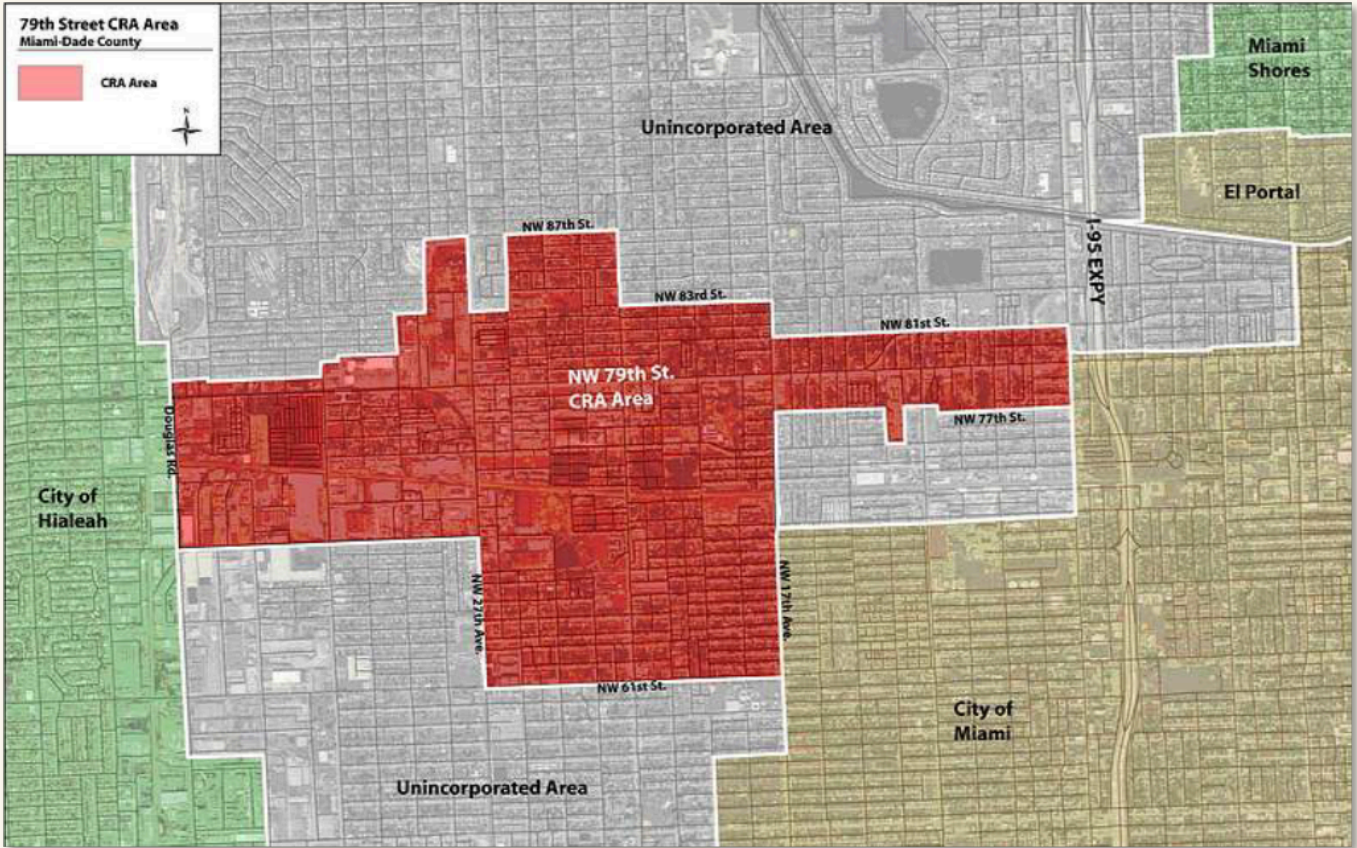 79th Street CRA Area
Miami-Dade County
CRA Area
N
Miami
Shores
Unincorporated Area
El Portal
NW 87th St.
I-95 EXPY
NW 83rd St.
NW 81st St.
NW 79th St.
CRA Area
Douglas Rd.
NW 77th St.
City of
Hialeah
NW 27th Ave.
NW 17th Ave.
NW 61st St.
City of
Miami
Unincorporated Area